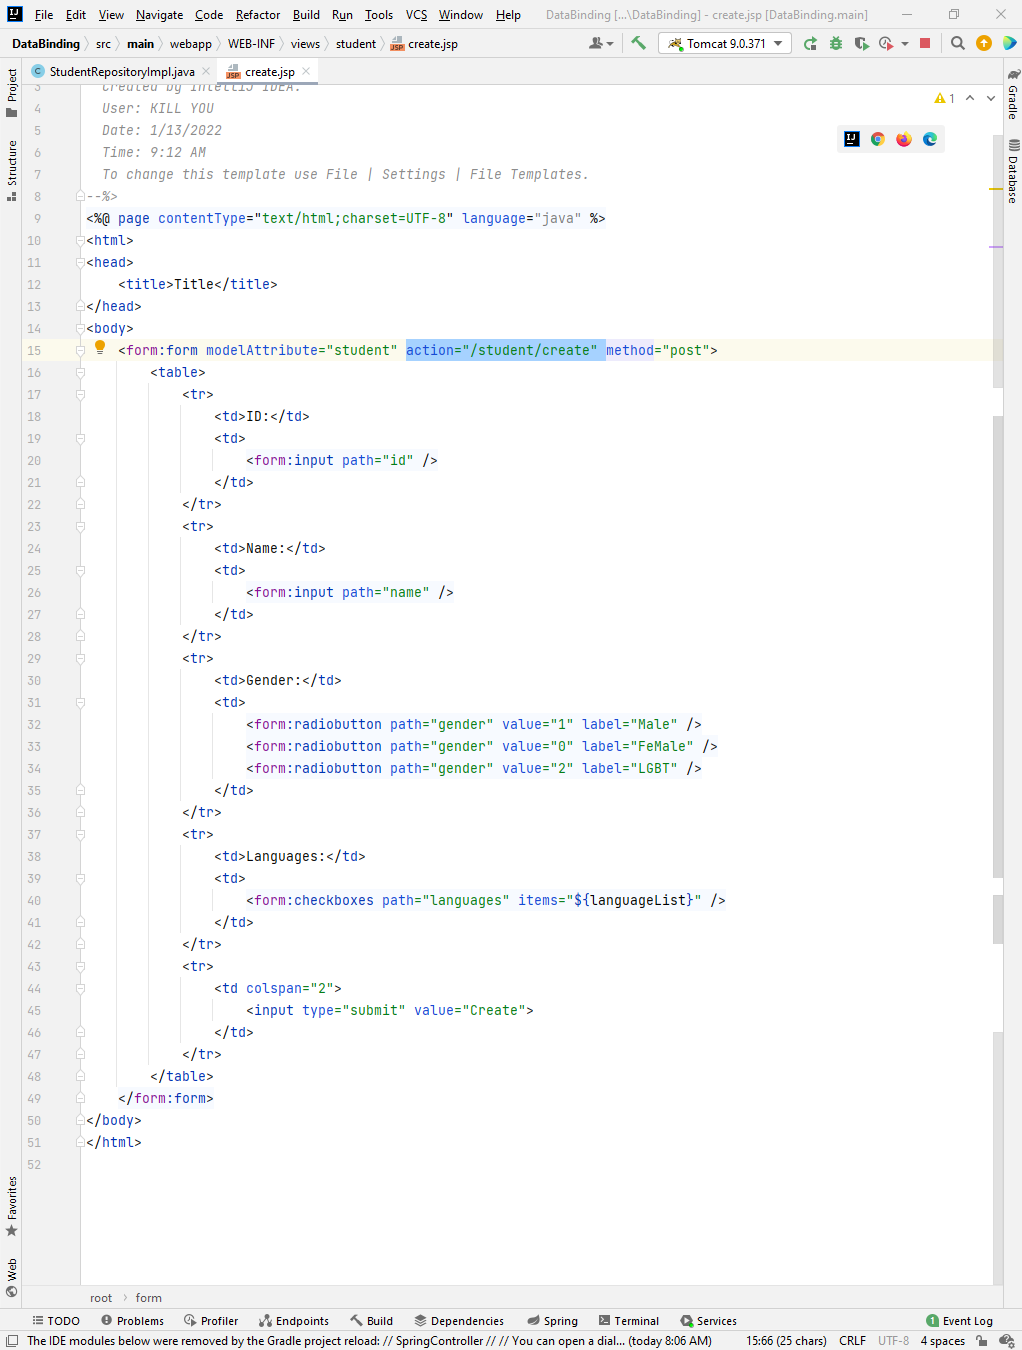 File Edit View Navigate Code Refactor Build Run Tools VCS Window Help DataBinding [...\DataBinding] - create.jsp [DataBinding.main]
DataBinding src main webapp WEB-INF views student create.jsp Tomcat 9.0.371
StudentRepositoryImpl.java create.jsp
Project
Structure
Favorites
Web
Gradle
Database
1
3 Created by IntelliJ IDEA.
4 User: KILL YOU
5 Date: 1/13/2022
6 Time: 9:12 AM
7 To change this template use File | Settings | File Templates.
8 --%>
9 <%@ page contentType="text/html;charset=UTF-8" language="java" %>
10 <html>
11 <head>
12 <title>Title</title>
13 </head>
14 <body>
15 <form:form modelAttribute="student" action="/student/create" method="post">
16 <table>
17 <tr>
18 <td>ID:</td>
19 <td>
20 <form:input path="id" />
21 </td>
22 </tr>
23 <tr>
24 <td>Name:</td>
25 <td>
26 <form:input path="name" />
27 </td>
28 </tr>
29 <tr>
30 <td>Gender:</td>
31 <td>
32 <form:radiobutton path="gender" value="1" label="Male" />
33 <form:radiobutton path="gender" value="0" label="FeMale" />
34 <form:radiobutton path="gender" value="2" label="LGBT" />
35 </td>
36 </tr>
37 <tr>
38 <td>Languages:</td>
39 <td>
40 <form:checkboxes path="languages" items="${languageList}" />
41 </td>
42 </tr>
43 <tr>
44 <td colspan="2">
45 <input type="submit" value="Create">
46 </td>
47 </tr>
48 </table>
49 </form:form>
50 </body>
51 </html>
52
root form
TODO Problems Profiler Endpoints Build Dependencies Spring Terminal Services 1 Event Log
The IDE modules below were removed by the Gradle project reload: // SpringController // // You can open a dial... (today 8:06 AM) 15:66 (25 chars) CRLF UTF-8 4 spaces